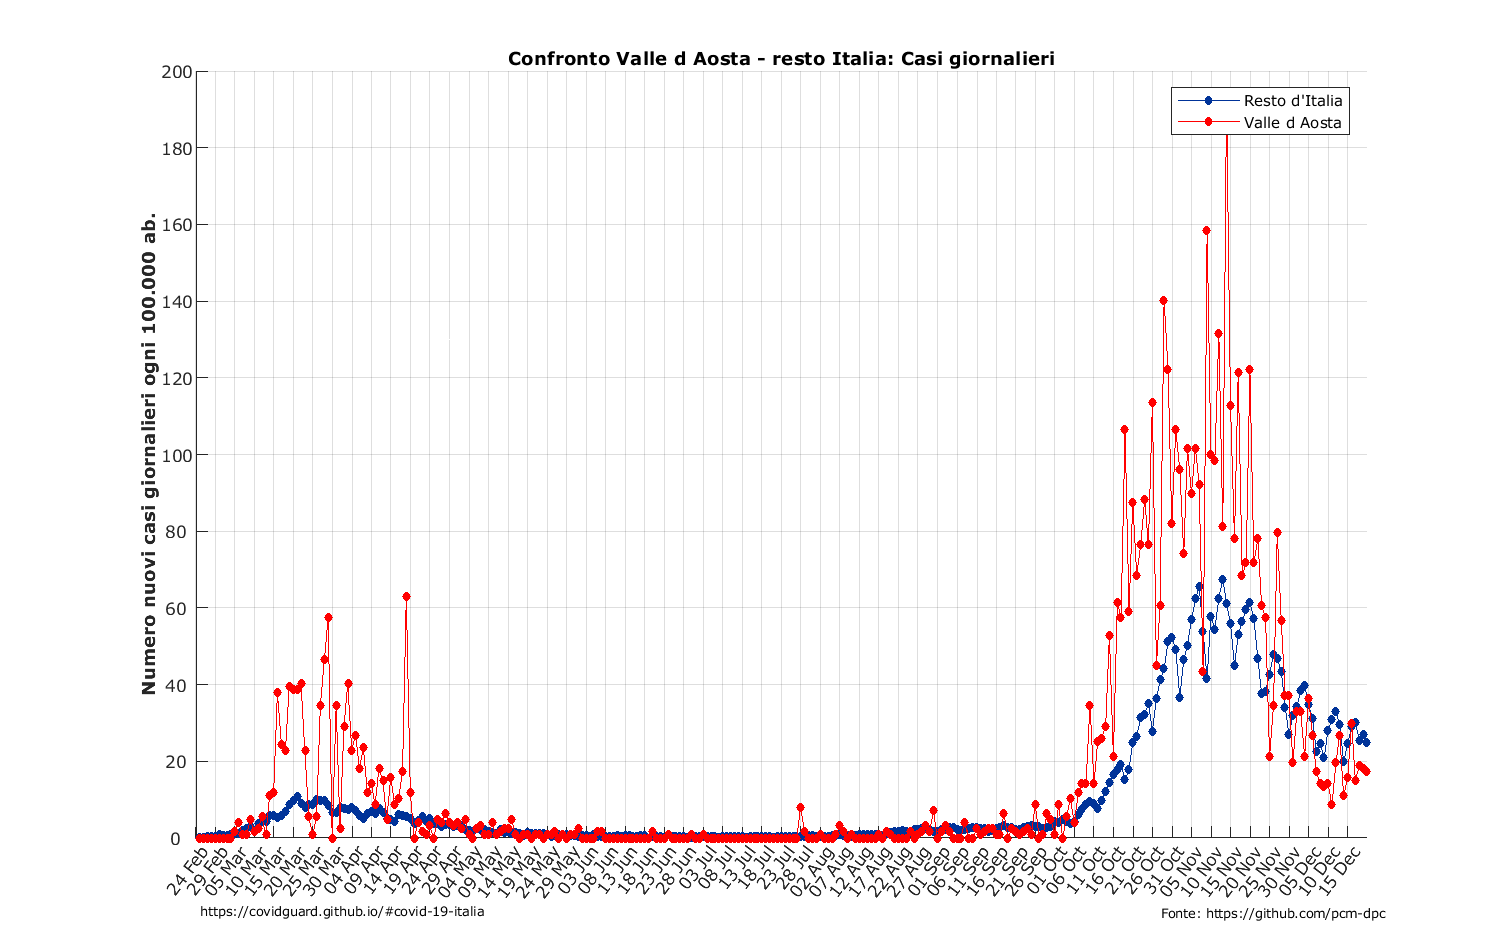 Confronto Valle d Aosta - resto Italia: Casi giornalieri
Resto d'Italia
Valle d Aosta
Numero nuovi casi giornalieri ogni 100.000 ab.
200
180
160
140
120
100
80
60
40
20
0
24 Feb
29 Feb
05 Mar
10 Mar
15 Mar
20 Mar
25 Mar
30 Mar
04 Apr
09 Apr
14 Apr
19 Apr
24 Apr
29 Apr
04 May
09 May
14 May
19 May
24 May
29 May
03 Jun
08 Jun
13 Jun
18 Jun
23 Jun
28 Jun
03 Jul
08 Jul
13 Jul
18 Jul
23 Jul
28 Jul
02 Aug
07 Aug
12 Aug
17 Aug
22 Aug
27 Aug
01 Sep
06 Sep
11 Sep
16 Sep
21 Sep
26 Sep
01 Oct
06 Oct
11 Oct
16 Oct
21 Oct
26 Oct
31 Oct
05 Nov
10 Nov
15 Nov
20 Nov
25 Nov
30 Nov
05 Dec
10 Dec
15 Dec
https://covidguard.github.io/#covid-19-italia
Fonte: https://github.com/pcm-dpc